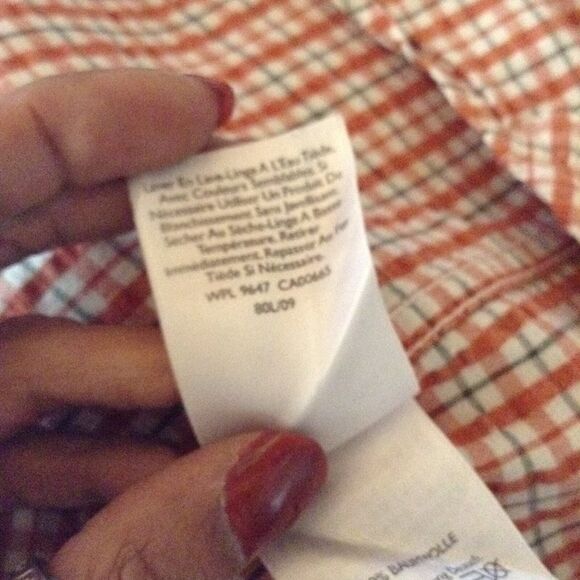 Laver En Lave-Linge A L'Eau Tiède,
Avec Couleurs Semblables. Si
Nécessaire Utiliser Un Produit De
Blanchiment Sans Javellisant.
Sécher Au Sèche-Linge A Basse
Température. Retirer
Immédiatement. Repasser Au Fer
Tiède Si Nécessaire.
WPL 9647 CA00665
80L/09